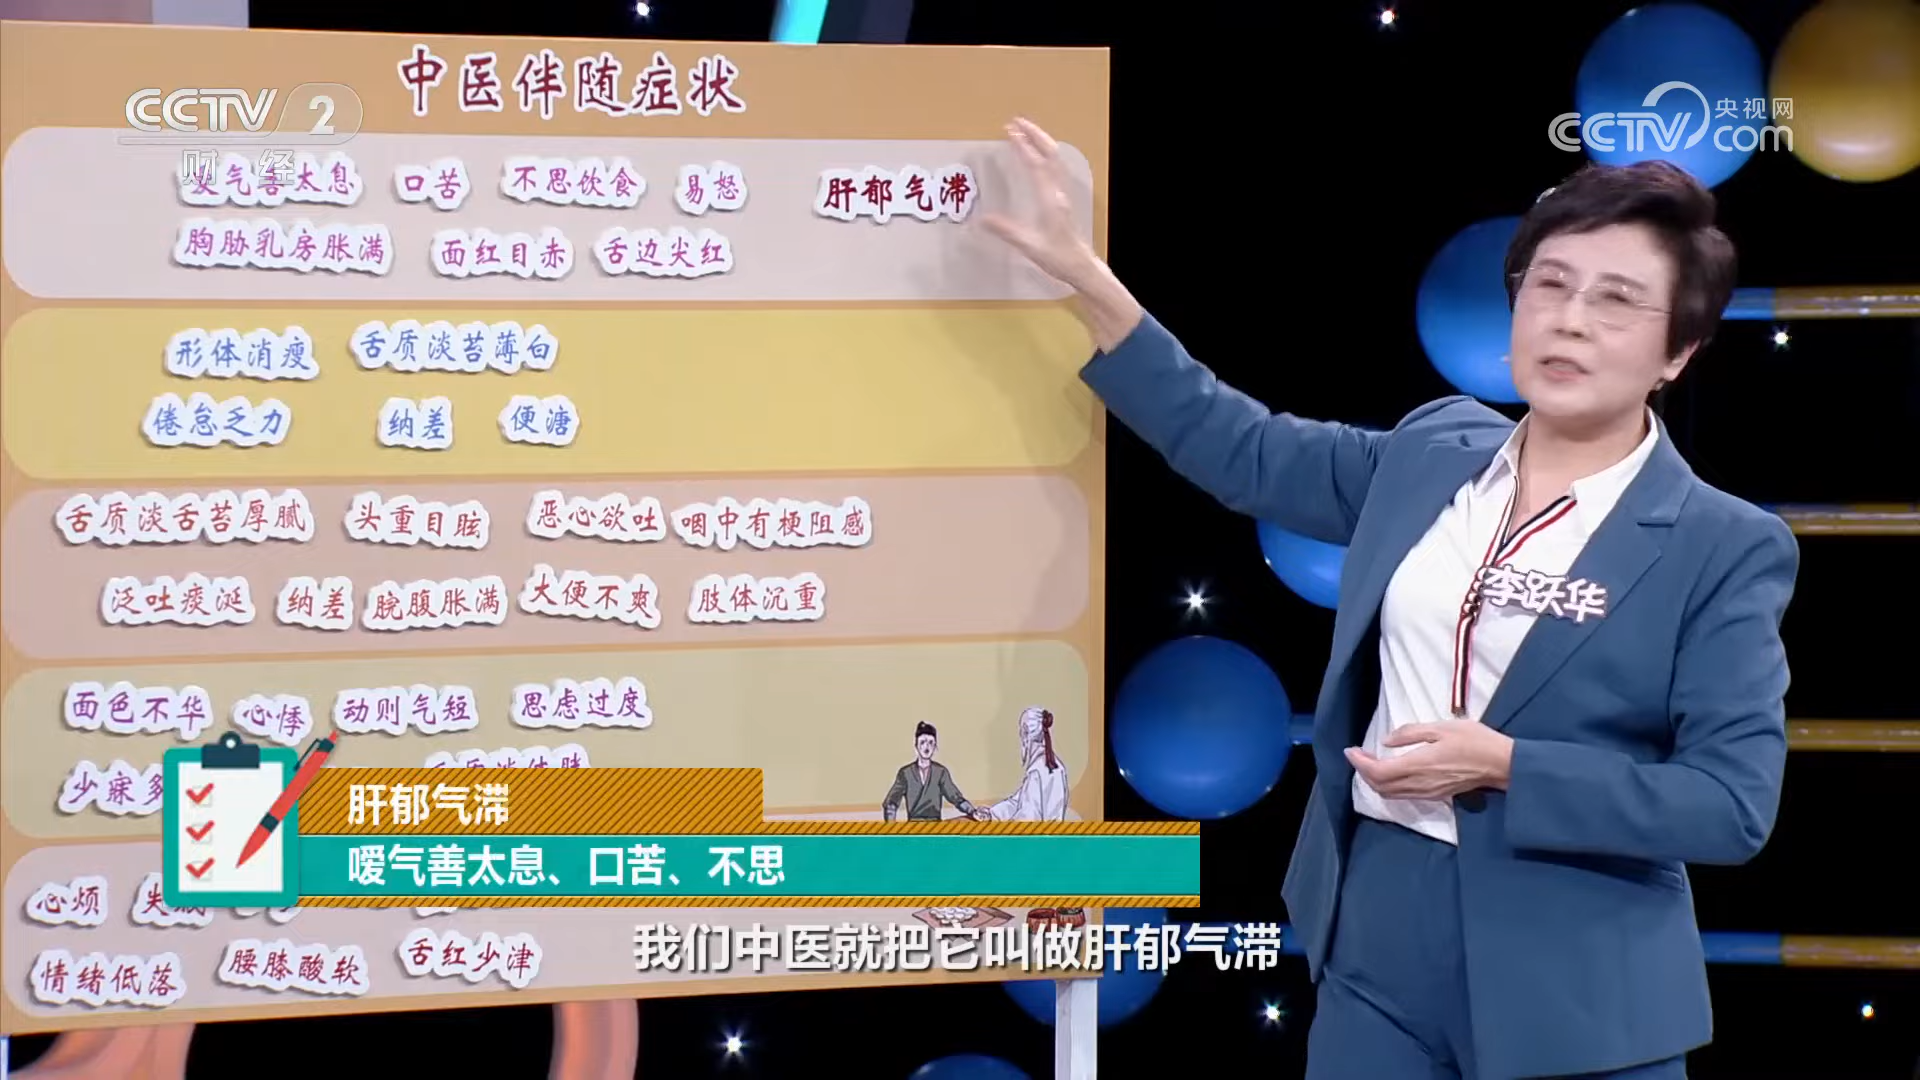 中医伴随症状
CCTV 2
财经
央视网
CCTV com
嗳气善太息 口苦 不思饮食 易怒 肝郁气滞
胸胁乳房胀满 面红目赤 舌边尖红
形体消瘦 舌质淡苔薄白
倦怠乏力 纳差 便溏
舌质淡舌苔厚腻 头重目眩 恶心欲吐 咽中有梗阻感
泛吐痰涎 纳差 脘腹胀满 大便不爽 肢体沉重
李跃华
面色不华 心悸 动则气短 思虑过度
少寐多
肝郁气滞
嗳气善太息、口苦、不思
心烦
我们中医就把它叫做肝郁气滞
情绪低落 腰膝酸软 舌红少津